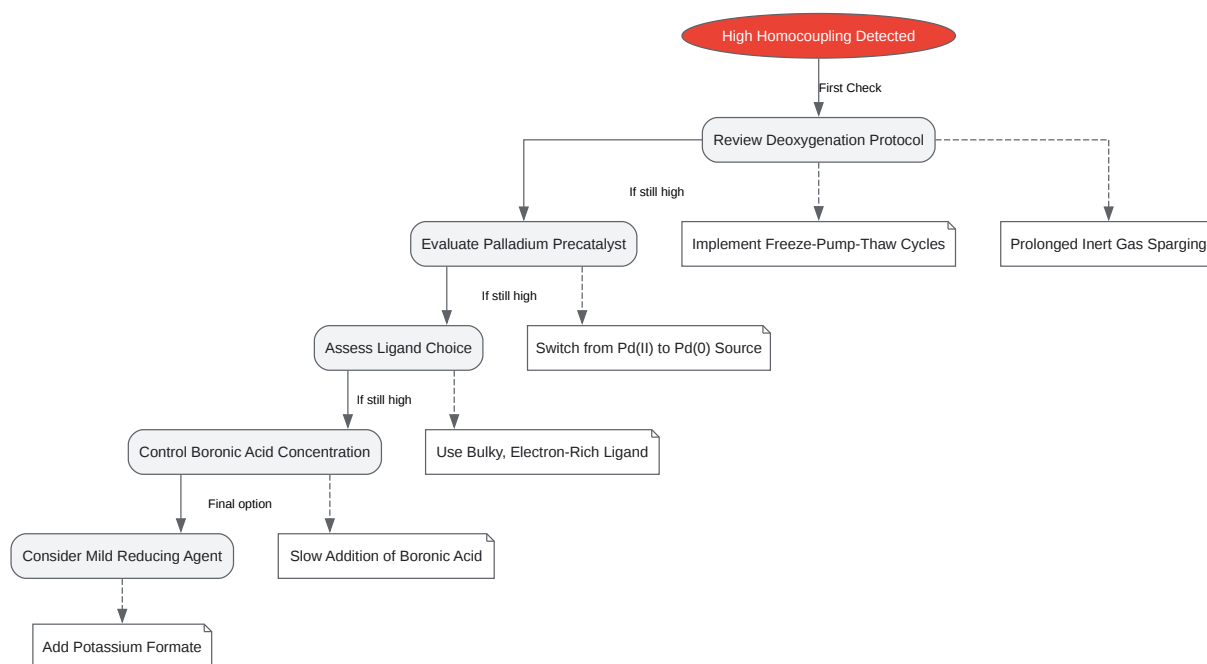 High Homocoupling Detected
First Check
Review Deoxygenation Protocol
If still high
Evaluate Palladium Precatalyst
Implement Freeze-Pump-Thaw Cycles
Prolonged Inert Gas Sparging
If still high
Assess Ligand Choice
Switch from Pd(II) to Pd(0) Source
If still high
Control Boronic Acid Concentration
Use Bulky, Electron-Rich Ligand
Final option
Consider Mild Reducing Agent
Slow Addition of Boronic Acid
Add Potassium Formate